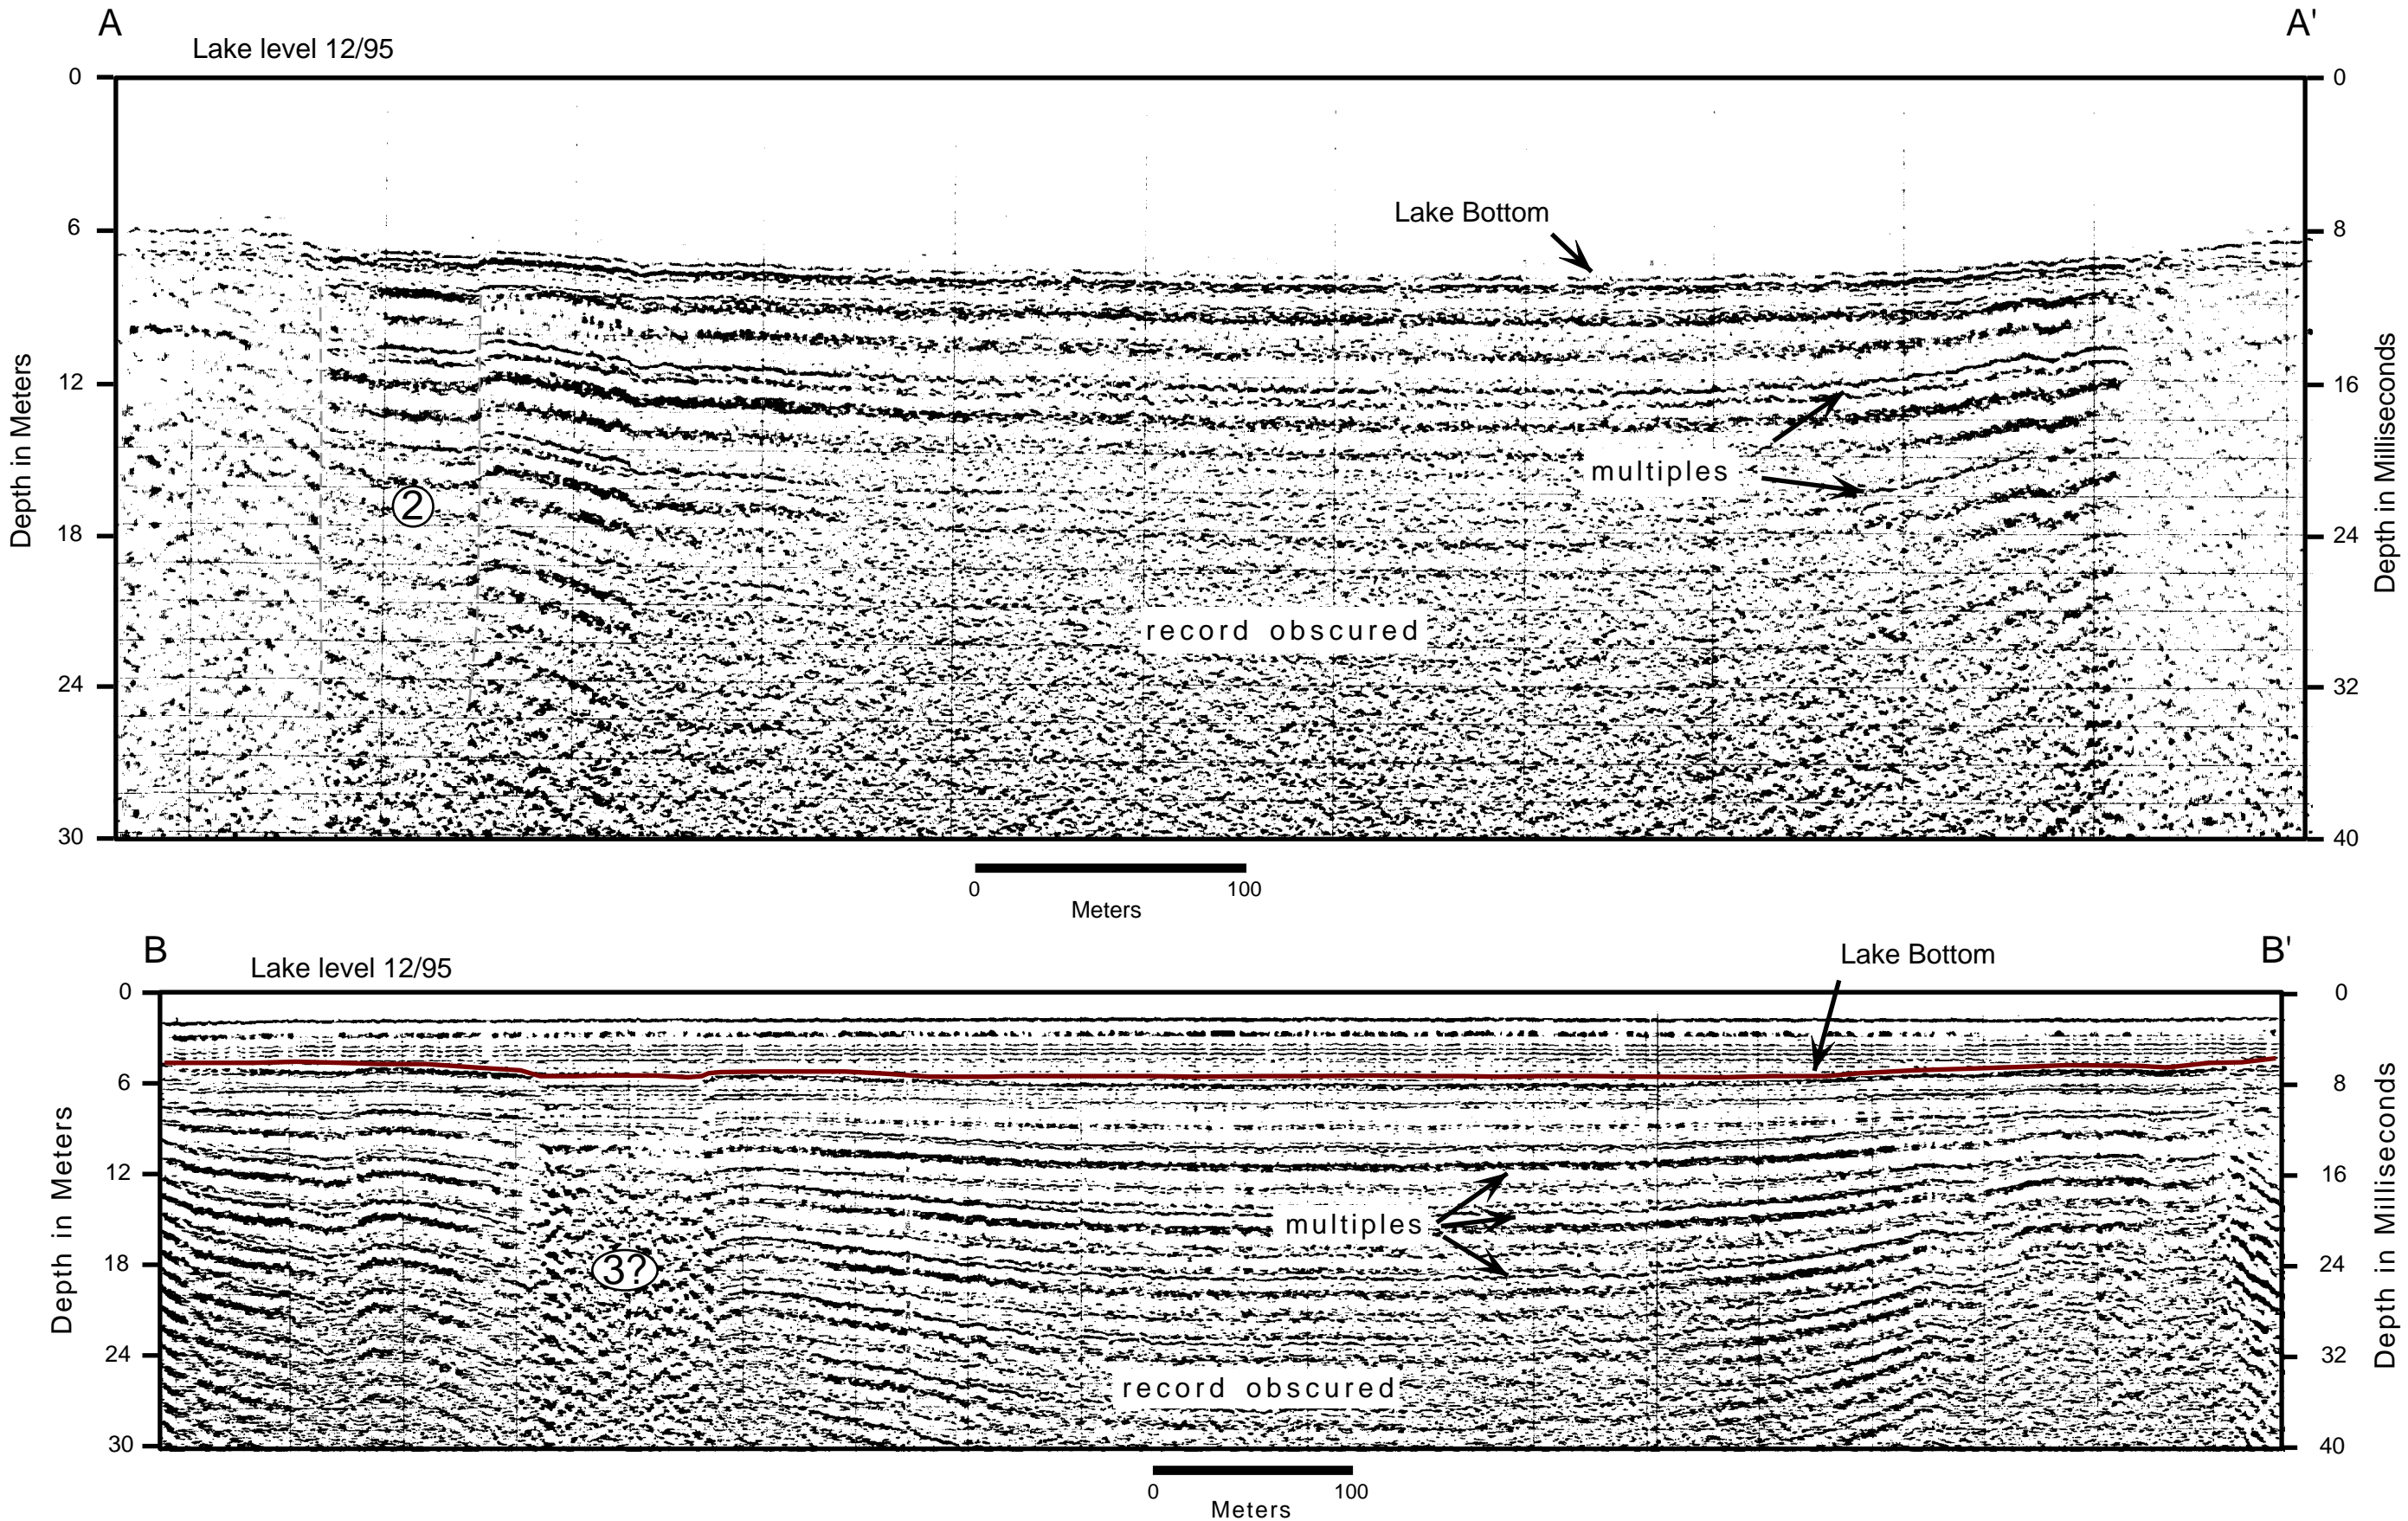 A
A'
Lake level 12/95
0
0
Lake Bottom
6
8
Depth in Meters
12
16
Depth in Milliseconds
multiples
2
18
24
record obscured
24
32
30
40
0
100
Meters
B
Lake level 12/95
Lake Bottom
B'
0
0
6
8
Depth in Meters
12
16
Depth in Milliseconds
multiples
18
3?
24
24
32
record obscured
30
40
0
100
Meters